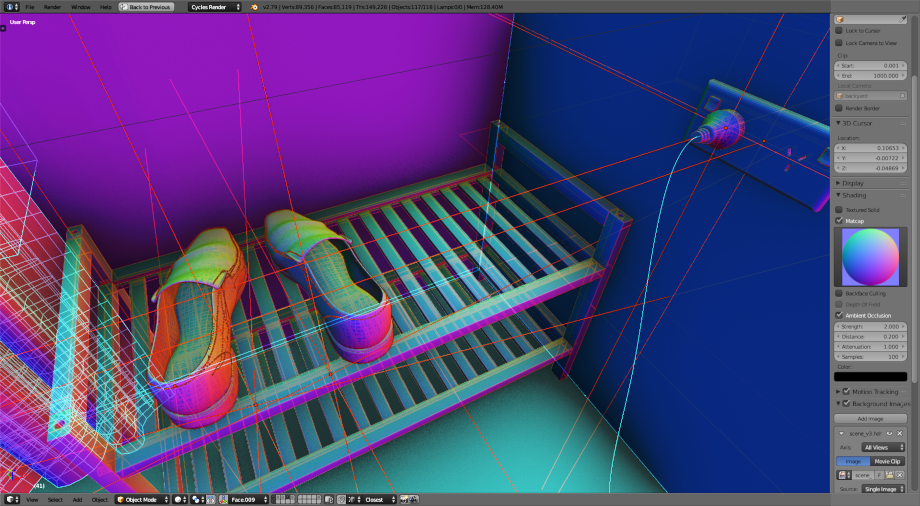 File Render Window Help Back to Previous Cycles Render v2.79 | Verts:89,356 | Faces:85,119 | Tris:149,226 | Objects:117/118 | Lamps:0/0 | Mem:128.40M
User Persp
Lock to Cursor
Lock Camera to View
Clip:
Start: 0.001
End: 1000.000
Local Camera:
Render Border
3D Cursor
Location:
X: 0.10653
Y: -0.00722
Z: -0.04869
Display
Shading
Textured Solid
Matcap
Backface Culling
Depth Of Field
Ambient Occlusion
Strength: 2.000
Distance: 0.200
Attenuation: 1.000
Samples: 100
Color:
Motion Tracking
Background Images
Add Image
Axis: All Views
Image Movie Clip
scene F
Source: Single Image
(41)
View Select Add Object Object Mode Face.009 Closest